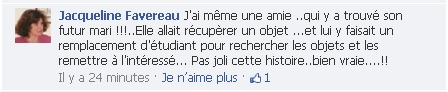 Jacqueline Favereau J'ai même une amie ..qui y a trouvé son
futur mari !!!..Elle allait récupèrer un objet ...et lui y faisait un
remplacement d'étudiant pour rechercher les objets et les
remettre à l'intéressé... Pas joli cette histoire..bien vraie....!!
Il y a 24 minutes · Je n'aime plus · 1